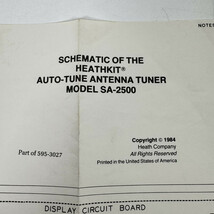 NOTES
SCHEMATIC OF THE
HEATHKIT®
AUTO-TUNE ANTENNA TUNER
MODEL SA-2500
Part of 595-3027
Copyright © 1984
Heath Company
All Rights Reserved
Printed in the United States of America
DISPLAY CIRCUIT BOARD